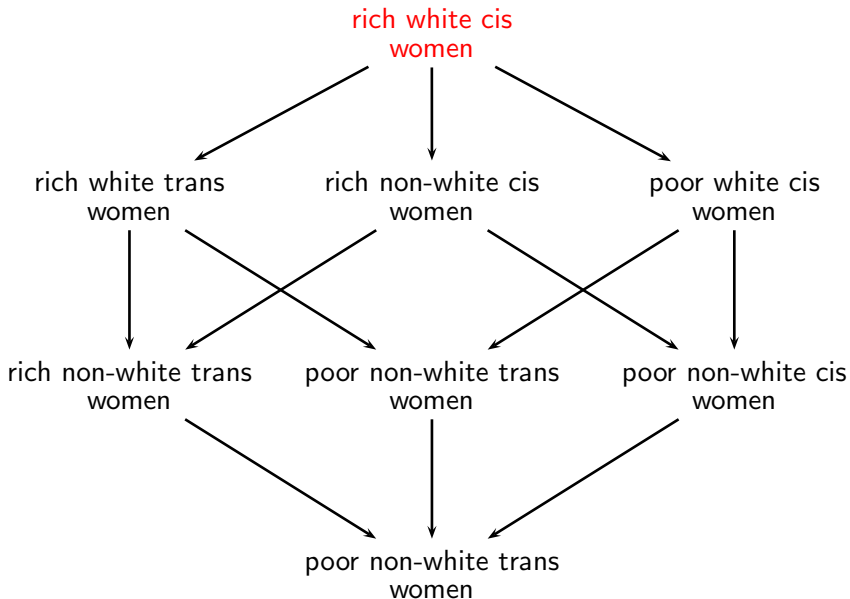 rich white cis
women
rich white trans
women
rich non-white cis
women
poor white cis
women
rich non-white trans
women
poor non-white trans
women
poor non-white cis
women
poor non-white trans
women